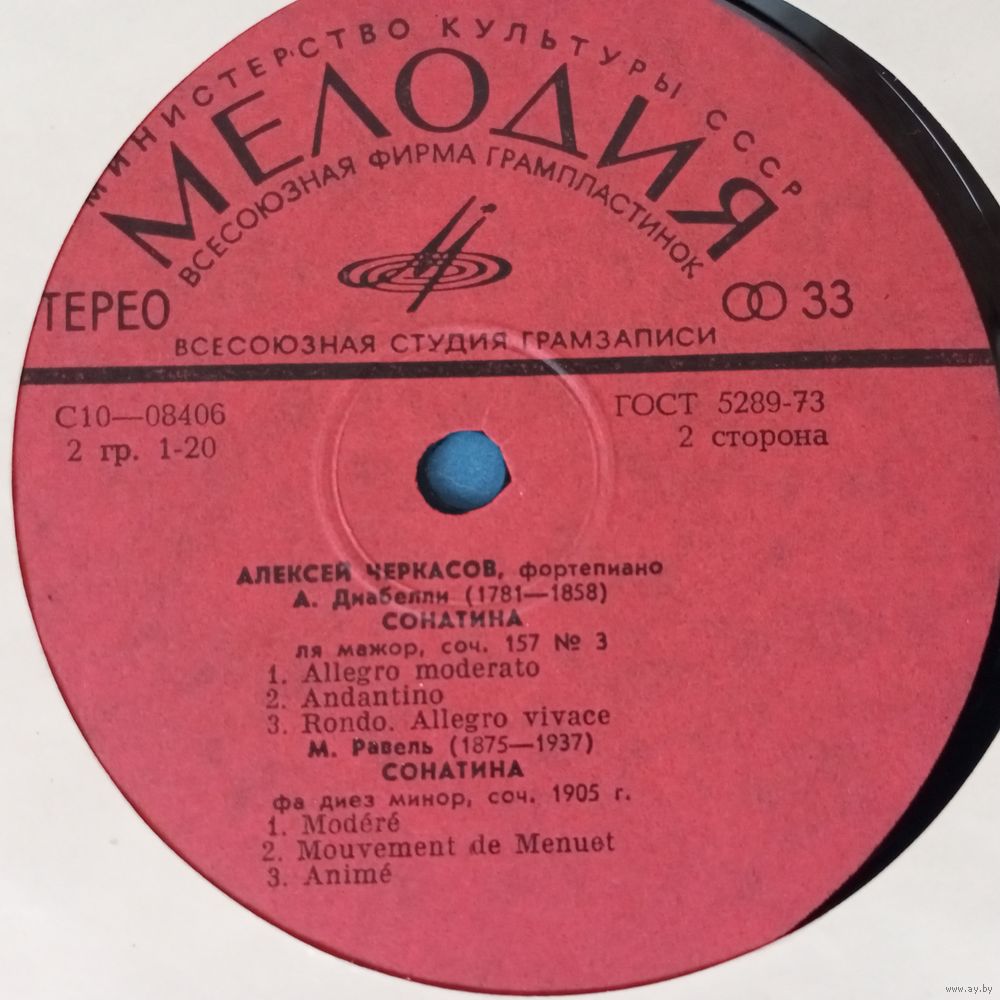 МИНИСТЕРСТВО КУЛЬТУРЫ СССР
МЕЛОДИЯ
ВСЕСОЮЗНАЯ ФИРМА ГРАМПЛАСТИНОК
ТЕРЕО
33
ВСЕСОЮЗНАЯ СТУДИЯ ГРАМЗАПИСИ
С10—08406
ГОСТ 5289-73
2 гр. 1-20
2 сторона
АЛЕКСЕЙ ЧЕРКАСОВ, фортепиано
А. Диабелли (1781—1858)
СОНАТИНА
ля мажор, соч. 157 № 3
1. Allegro moderato
2. Andantino
3. Rondo. Allegro vivace
М. Равель (1875—1937)
СОНАТИНА
фа диез минор, соч. 1905 г.
1. Modéré
2. Mouvement de Menuet
3. Animé
www.ay.by